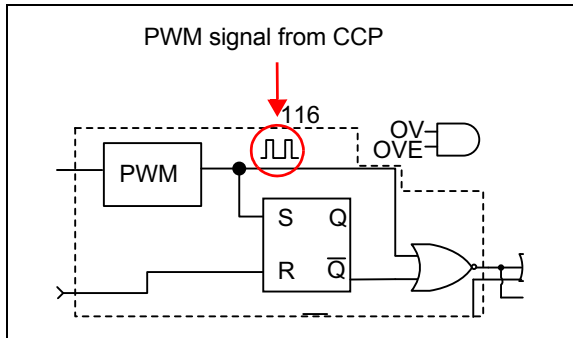 PWM signal from CCP
116
OV
OVE
PWM
S Q
R Q̅